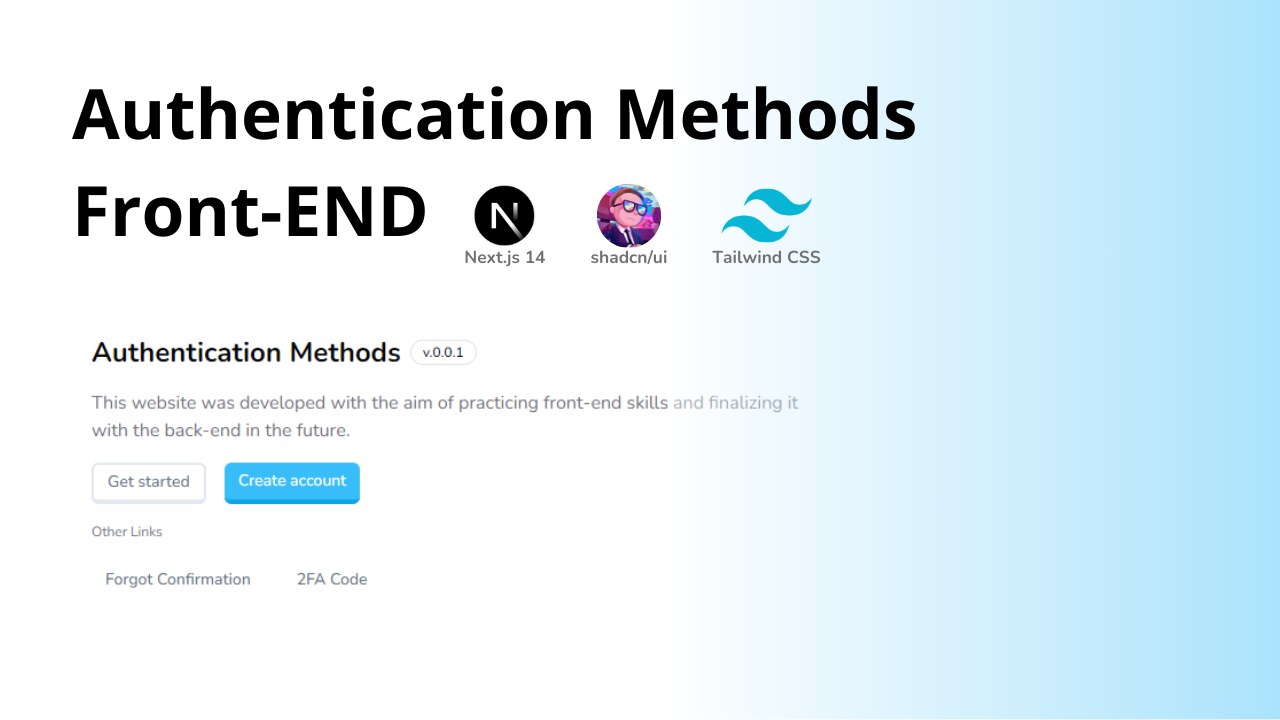 Authentication Methods
Front-END
Next.js 14
shadcn/ui
Tailwind CSS
Authentication Methods
v.0.0.1
This website was developed with the aim of practicing front-end skills and finalizing it
with the back-end in the future.
Get started
Create account
Other Links
Forgot Confirmation
2FA Code